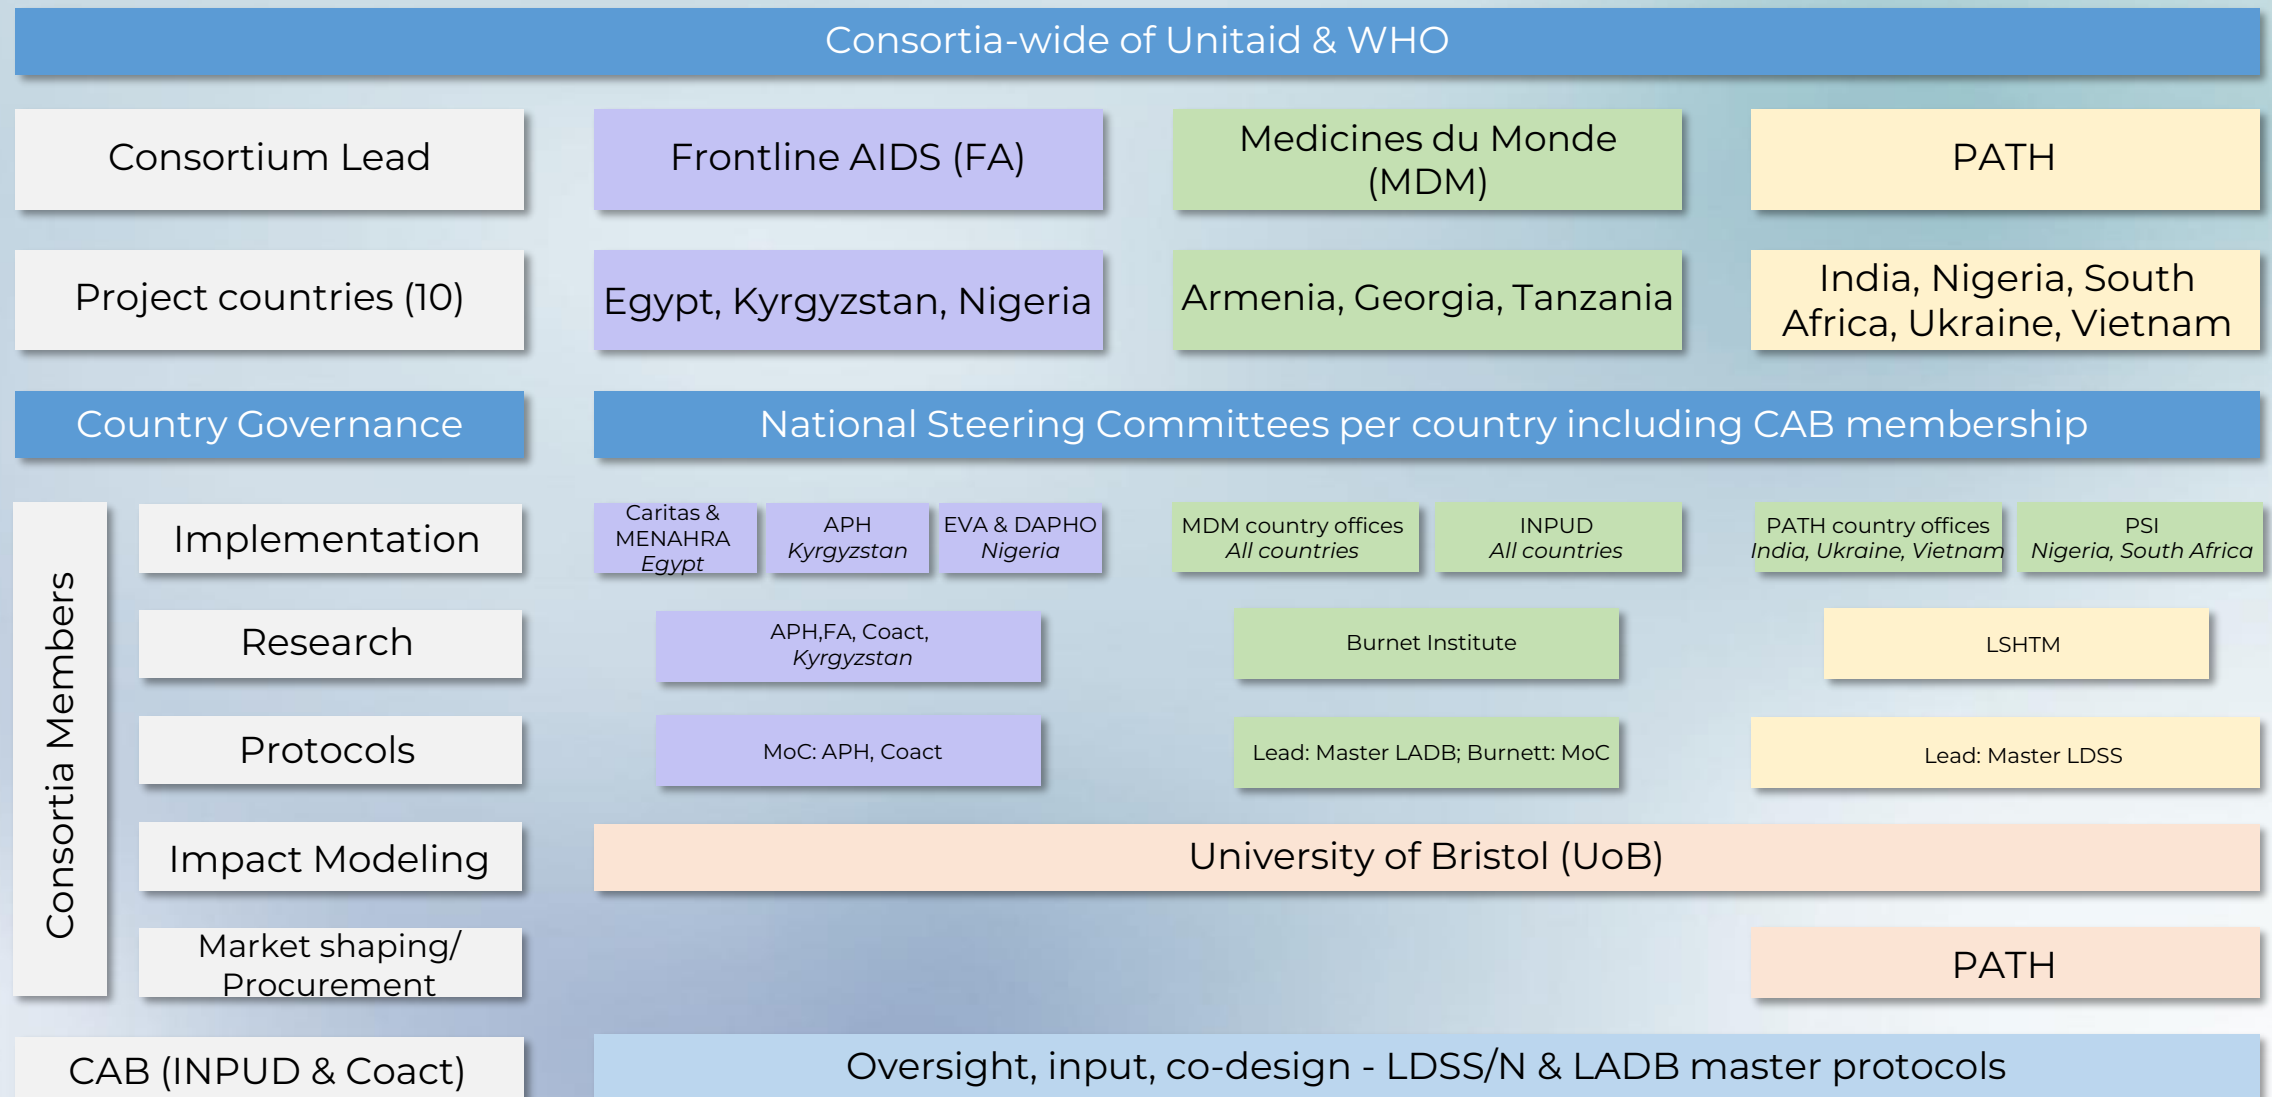 Consortia-wide of Unitaid & WHO
Consortium Lead
Frontline AIDS (FA)
Medicines du Monde
(MDM)
PATH
Project countries (10)
Egypt, Kyrgyzstan, Nigeria
Armenia, Georgia, Tanzania
India, Nigeria, South
Africa, Ukraine, Vietnam
Country Governance
National Steering Committees per country including CAB membership
Consortia Members
Implementation
Caritas &
MENAHRA
Egypt
APH
Kyrgyzstan
EVA & DAPHO
Nigeria
MDM country offices
All countries
INPUD
All countries
PATH country offices
India, Ukraine, Vietnam
PSI
Nigeria, South Africa
Research
APH,FA, Coact,
Kyrgyzstan
Burnet Institute
LSHTM
Protocols
MoC: APH, Coact
Lead: Master LADB; Burnett: MoC
Lead: Master LDSS
Impact Modeling
University of Bristol (UoB)
Market shaping/
Procurement
PATH
CAB (INPUD & Coact)
Oversight, input, co-design - LDSS/N & LADB master protocols